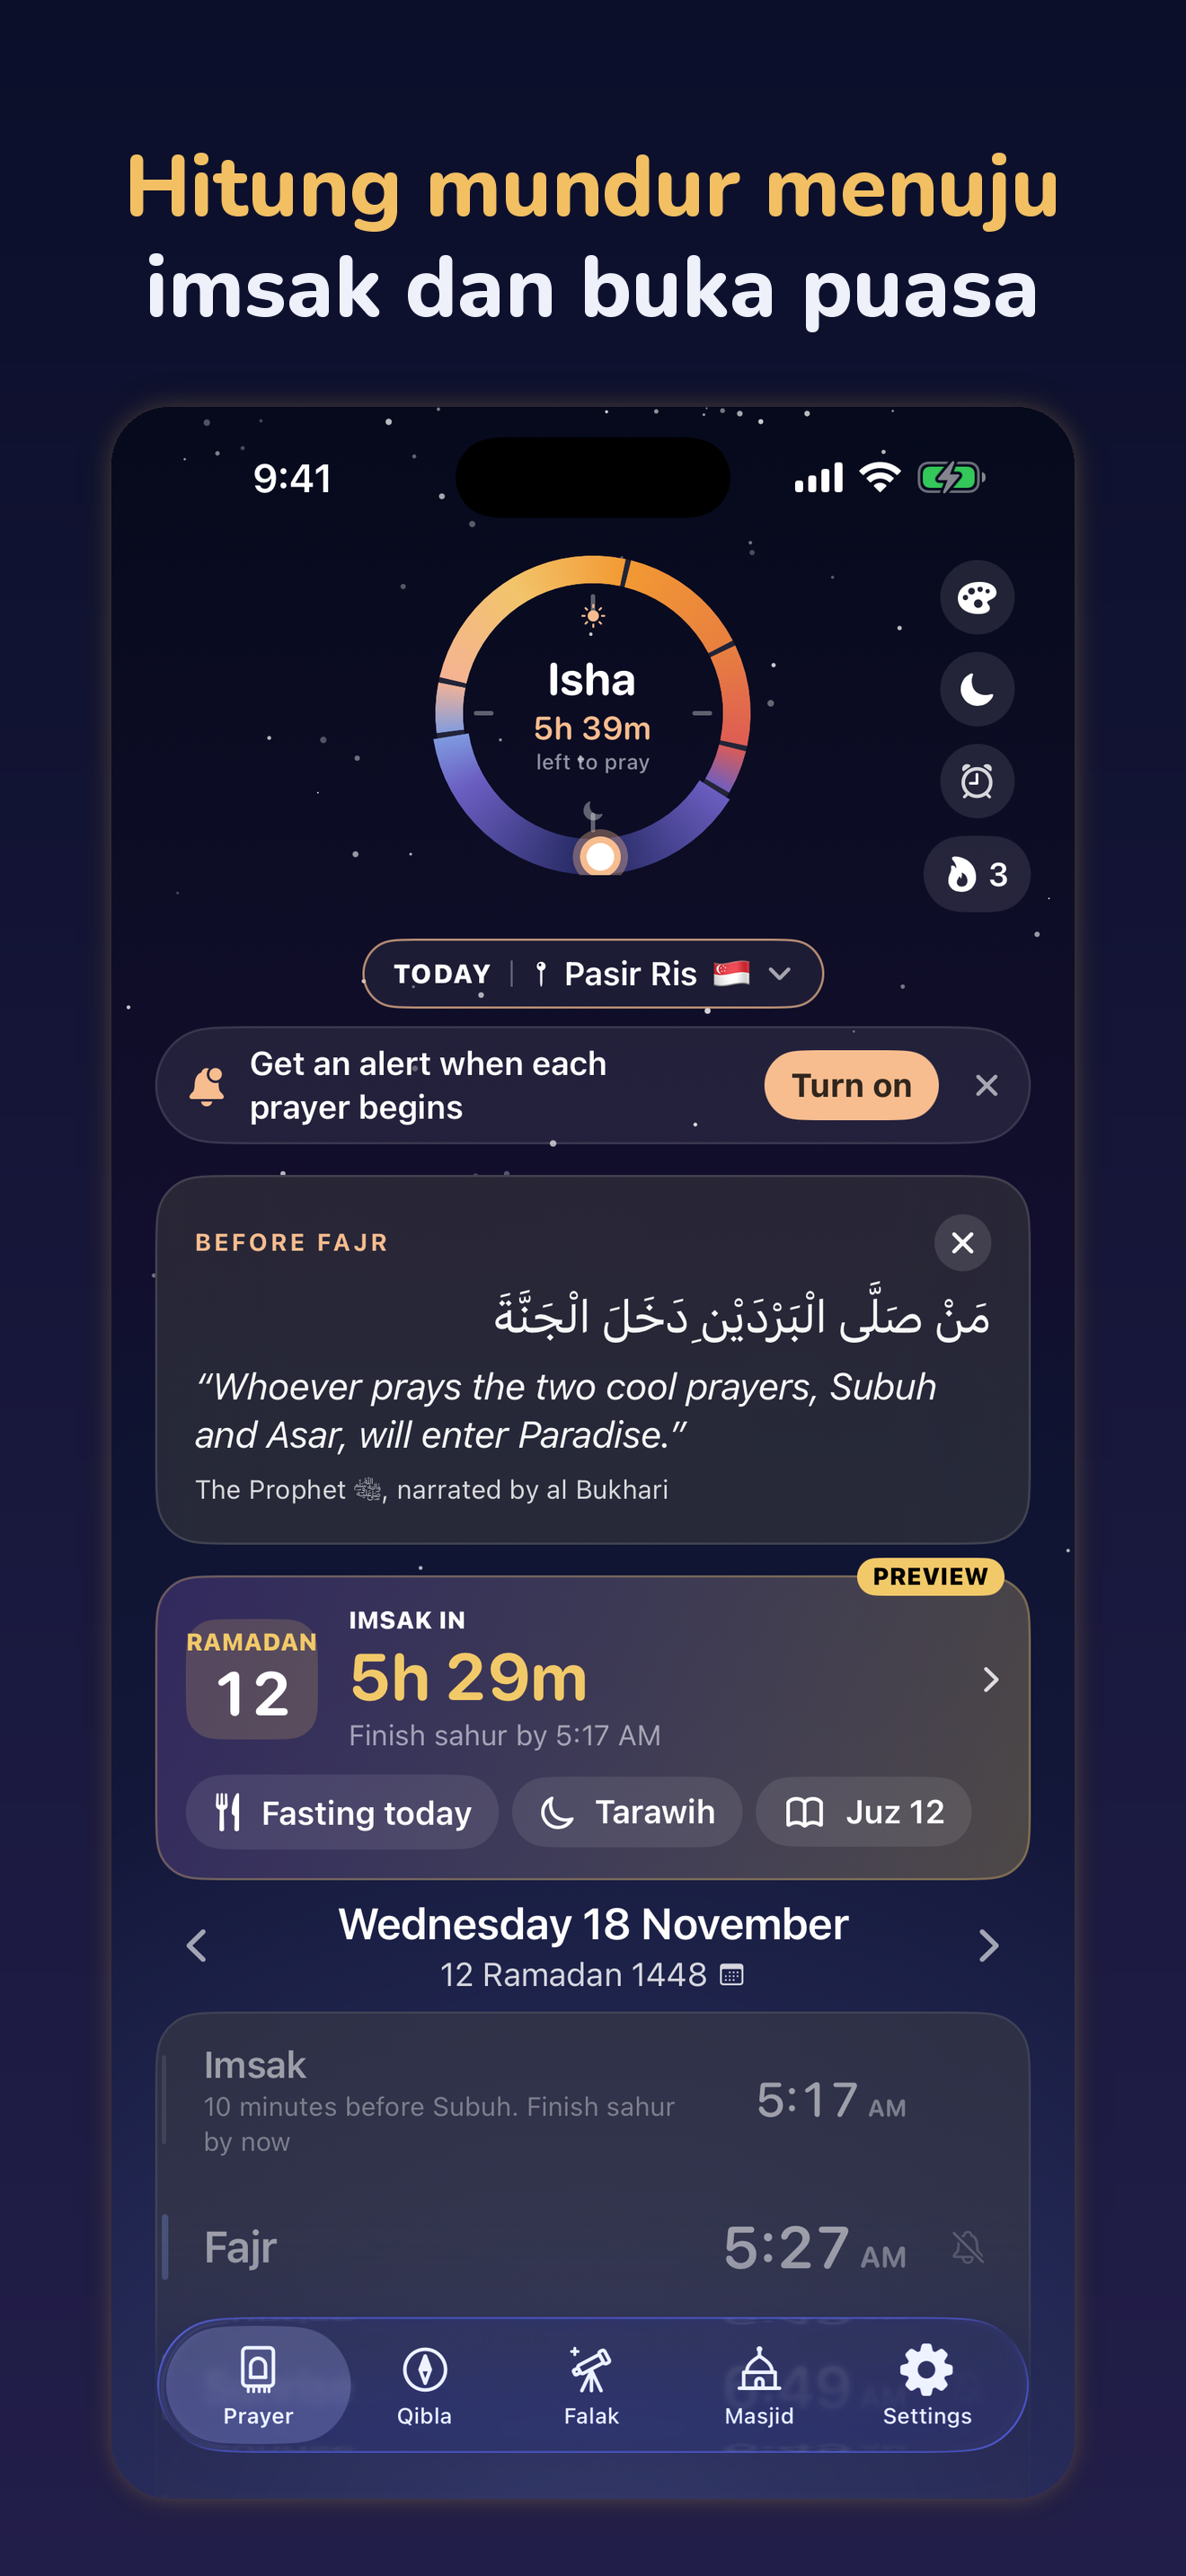 Hitung mundur menuju
imsak dan buka puasa
9:41
Isha
5h 39m
left to pray
3
TODAY | Pasir Ris
Get an alert when each
prayer begins
Turn on
BEFORE FAJR
مَنْ صَلَّى الْبَرْدَيْنِ دَخَلَ الْجَنَّةَ
“Whoever prays the two cool prayers, Subuh
and Asar, will enter Paradise.”
The Prophet ﷺ, narrated by al Bukhari
PREVIEW
RAMADAN
12
IMSAK IN
5h 29m
Finish sahur by 5:17 AM
Fasting today
Tarawih
Juz 12
Wednesday 18 November
12 Ramadan 1448
Imsak
10 minutes before Subuh. Finish sahur
by now
5:17 AM
Fajr
5:27 AM
Prayer
Qibla
Falak
Masjid
Settings